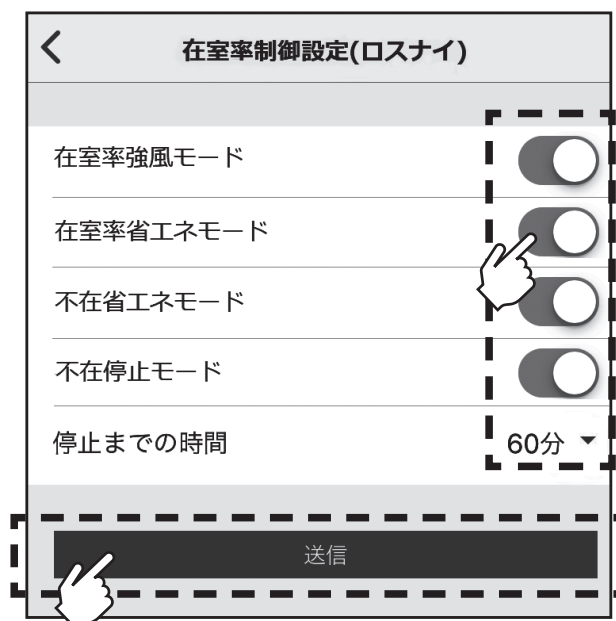 在室率制御設定(ロスナイ)
在室率強風モード
在室率省エネモード
不在省エネモード
不在停止モード
停止までの時間 60分
送信